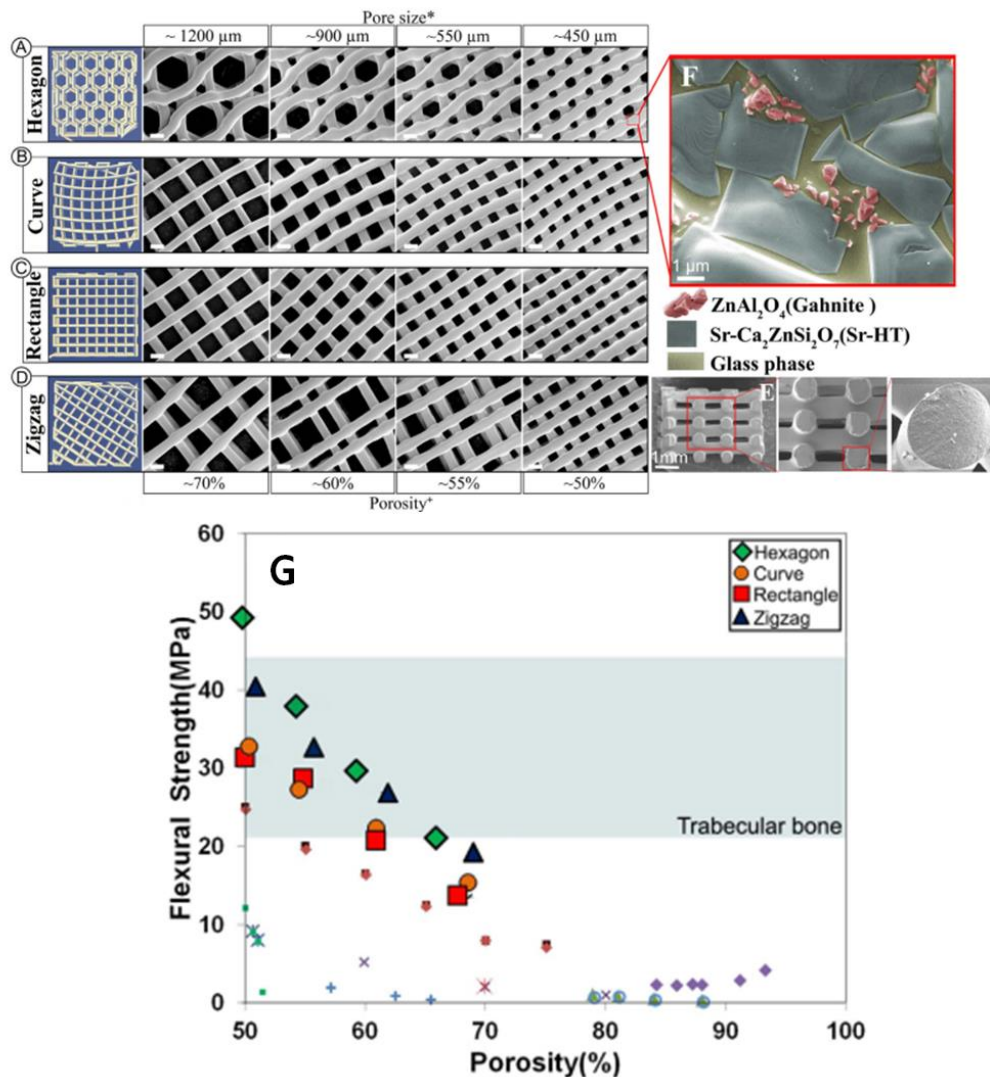 Pore size*
~ 1200 µm ~900 µm ~550 µm ~450 µm
A Hexagon
B Curve
C Rectangle
D Zigzag
~70% ~60% ~55% ~50%
Porosity+
F
1 µm
ZnAl2O4(Gahnite )
Sr-Ca2ZnSi2O7(Sr-HT)
Glass phase
E
1mm
G
Hexagon
Curve
Rectangle
Zigzag
Trabecular bone
Flexural Strength(MPa)
60
50
40
30
20
10
0
50 60 70 80 90 100
Porosity(%)